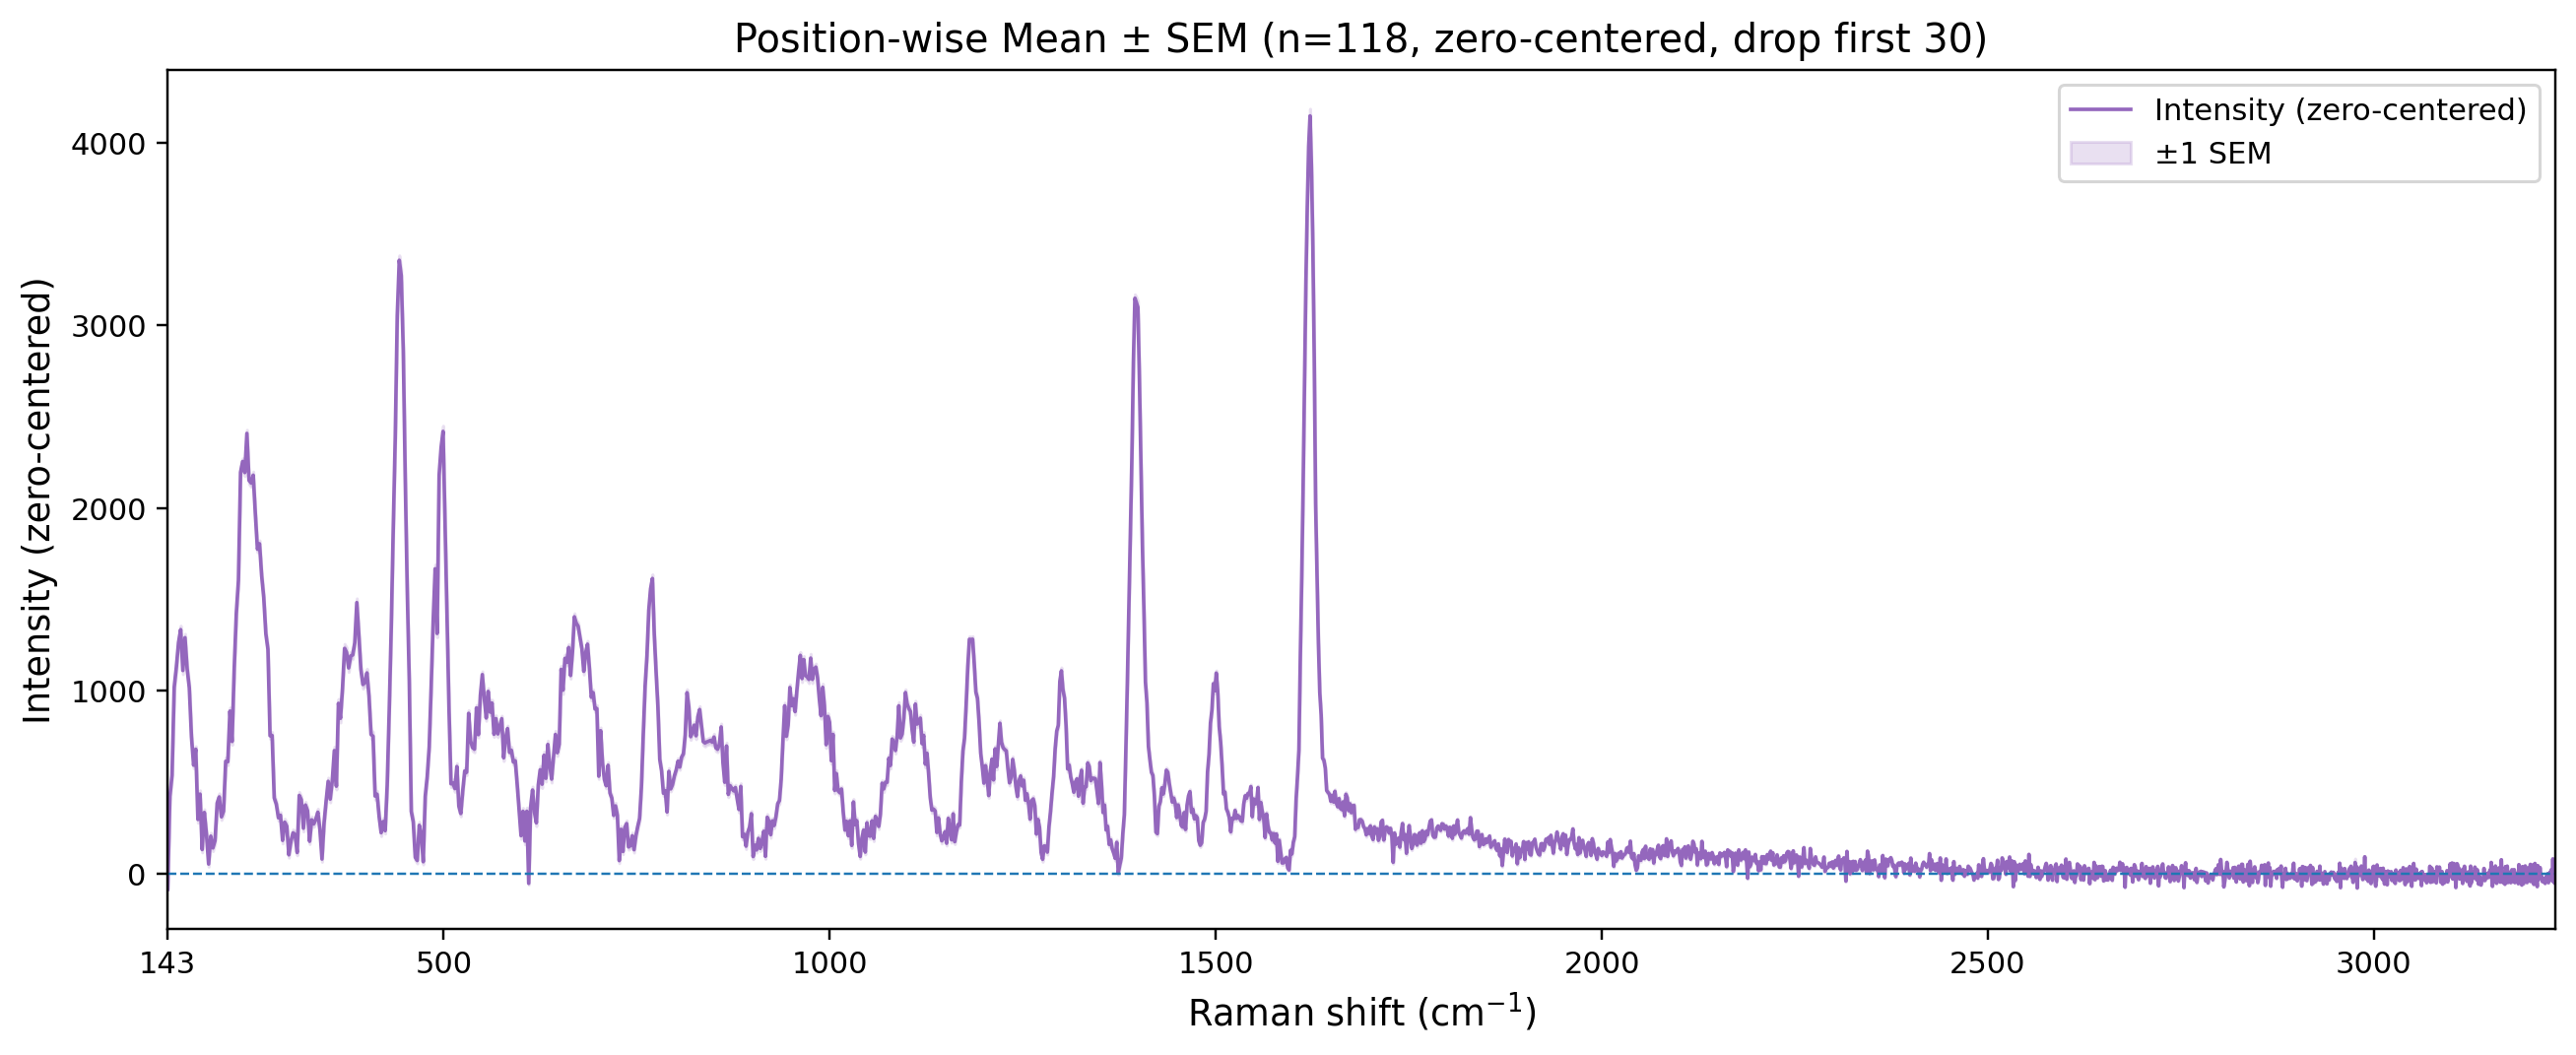 Position-wise Mean ± SEM (n=118, zero-centered, drop first 30)
Intensity (zero-centered)
±1 SEM
Intensity (zero-centered)
4000
3000
2000
1000
0
143
500
1000
1500
2000
2500
3000
Raman shift (cm⁻¹)